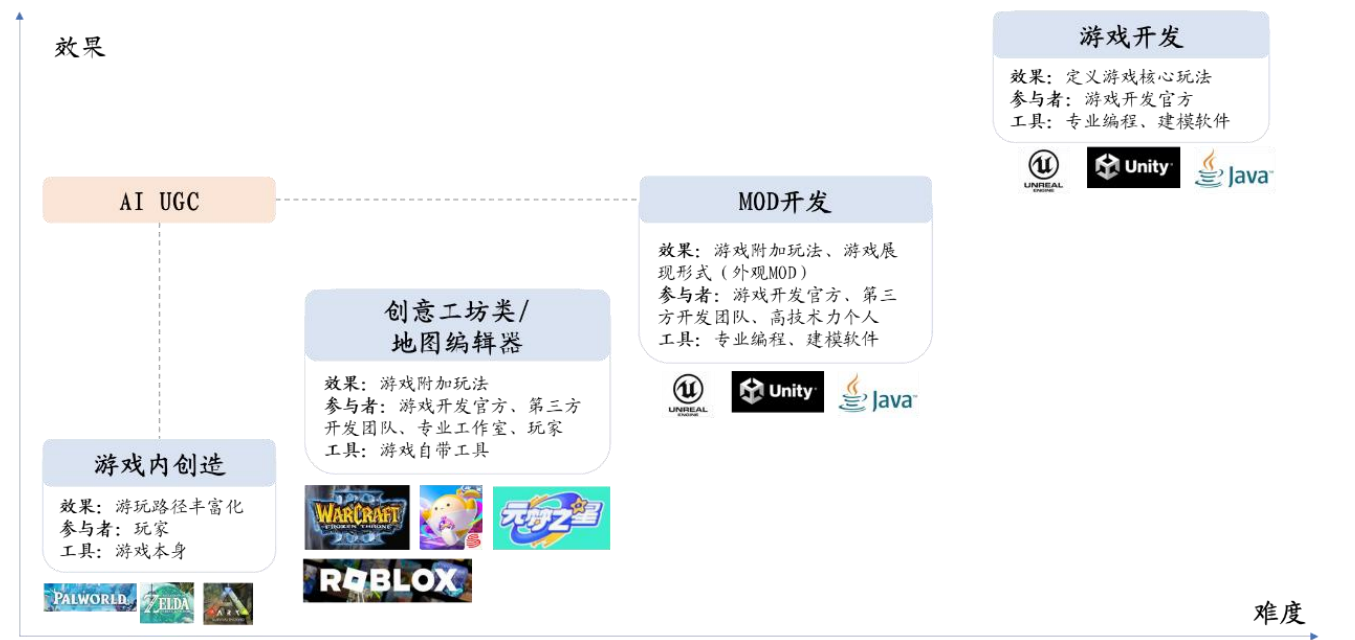 效果
游戏开发
效果：定义游戏核心玩法
参与者：游戏开发官方
工具：专业编程、建模软件
UNREAL
ENGINE
Unity
Java
AI UGC
MOD开发
效果：游戏附加玩法、游戏展
现形式（外观MOD）
参与者：游戏开发官方、第三
方开发团队、高技术力个人
工具：专业编程、建模软件
UNREAL
ENGINE
Unity
Java
创意工坊类/
地图编辑器
效果：游戏附加玩法
参与者：游戏开发官方、第三方
开发团队、专业工作室、玩家
工具：游戏自带工具
WARCRAFT
FROZEN THRONE
元梦之星
ROBLOX
游戏内创造
效果：游玩路径丰富化
参与者：玩家
工具：游戏本身
PALWORLD
ZELDA
ARK
难度